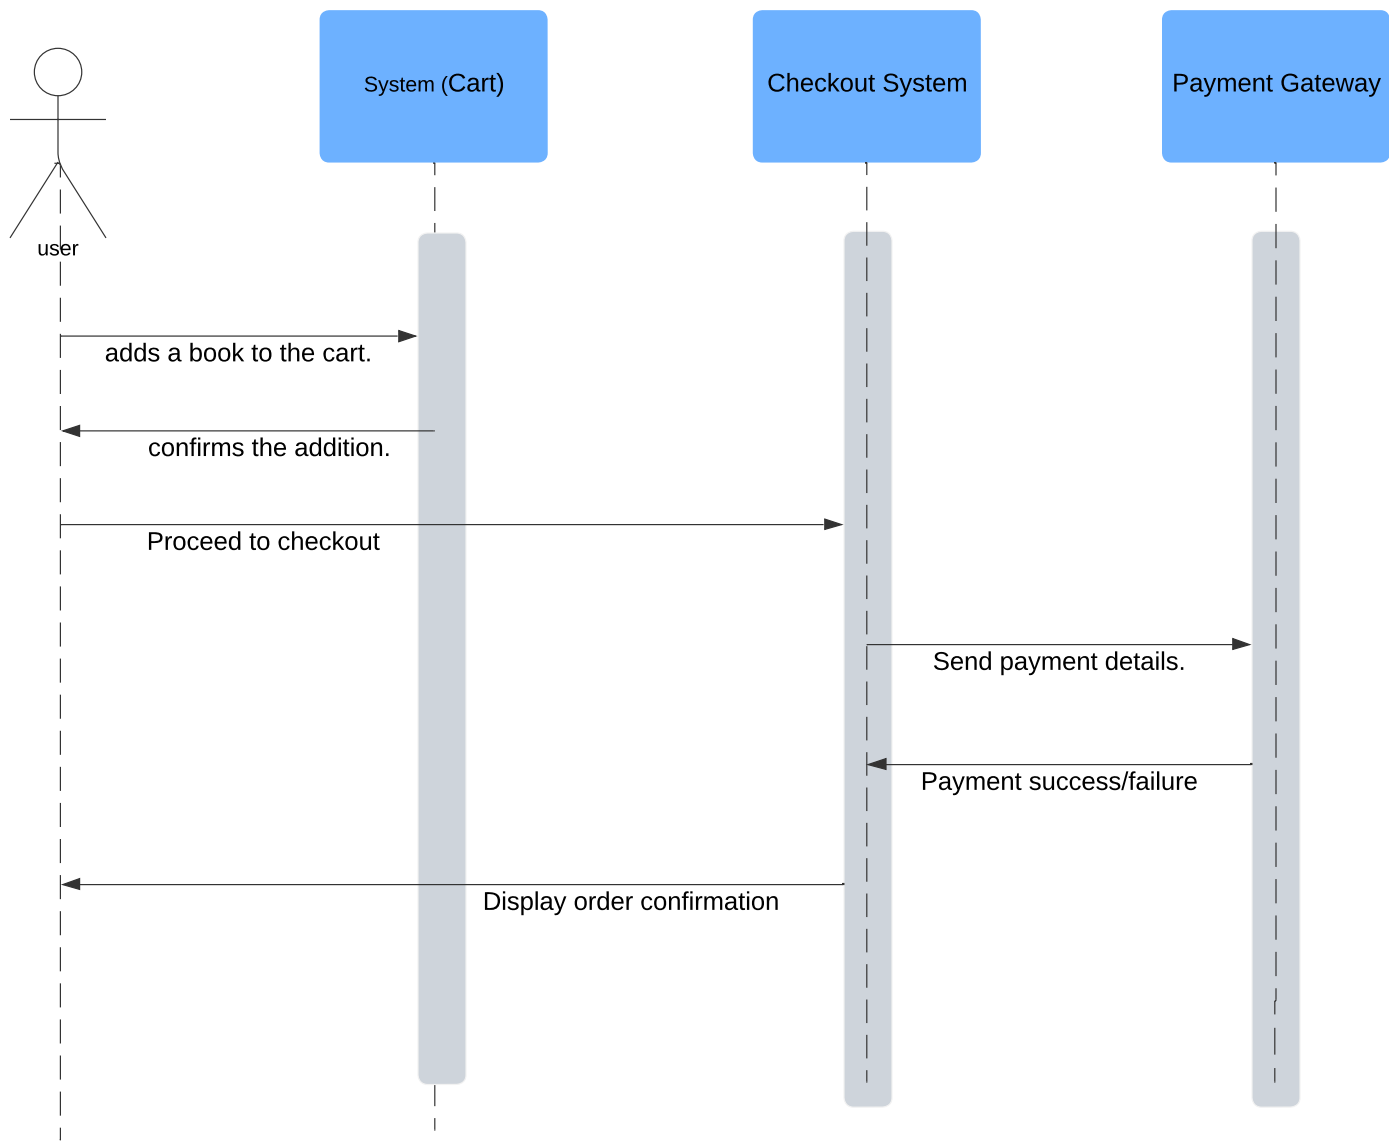 System (Cart)
Checkout System
Payment Gateway
user
adds a book to the cart.
confirms the addition.
Proceed to checkout
Send payment details.
Payment success/failure
Display order confirmation